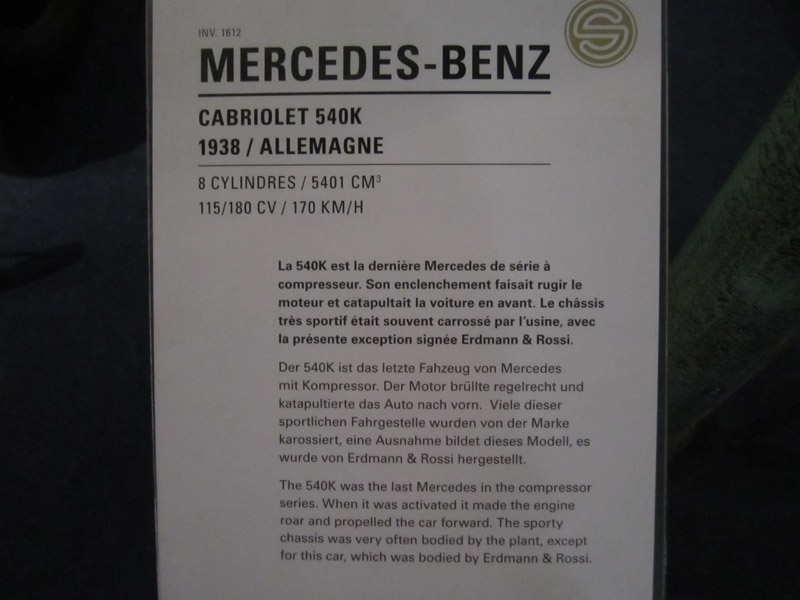 INV. 1612
MERCEDES-BENZ
CABRIOLET 540K
1938 / ALLEMAGNE
8 CYLINDRES / 5401 CM³
115/180 CV / 170 KM/H
La 540K est la dernière Mercedes de série à
compresseur. Son enclenchement faisait rugir le
moteur et catapultait la voiture en avant. Le châssis
très sportif était souvent carrossé par l'usine, avec
la présente exception signée Erdmann & Rossi.
Der 540K ist das letzte Fahzeug von Mercedes
mit Kompressor. Der Motor brüllte regelrecht und
katapultierte das Auto nach vorn. Viele dieser
sportlichen Fahrgestelle wurden von der Marke
karossiert, eine Ausnahme bildet dieses Modell, es
wurde von Erdmann & Rossi hergestellt.
The 540K was the last Mercedes in the compressor
series. When it was activated it made the engine
roar and propelled the car forward. The sporty
chassis was very often bodied by the plant, except
for this car, which was bodied by Erdmann & Rossi.